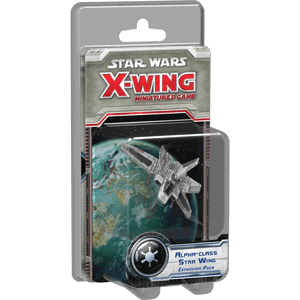 STAR WARS
X-WING
MINIATURES GAME
ALPHA-CLASS
STAR WING
EXPANSION PACK